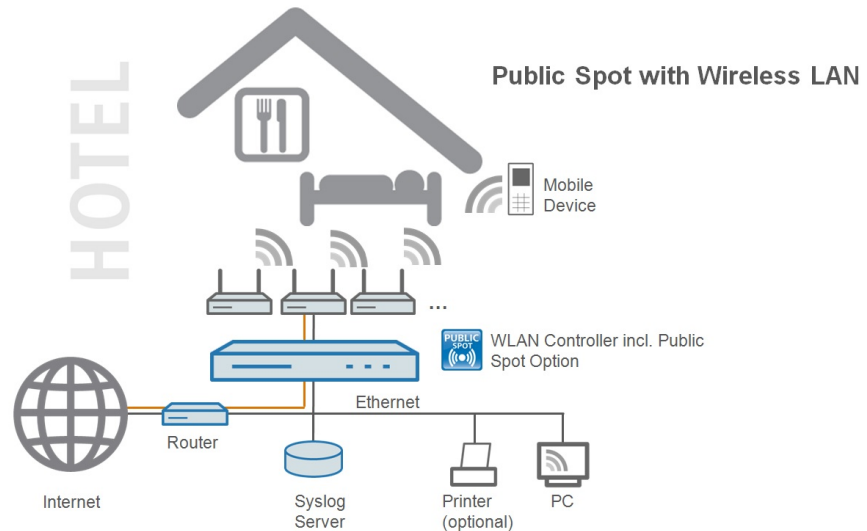 HOTEL
Public Spot with Wireless LAN
Mobile
Device
...
PUBLIC
SPOT
WLAN Controller incl. Public
Spot Option
Ethernet
Router
Internet
Syslog
Server
Printer
(optional)
PC